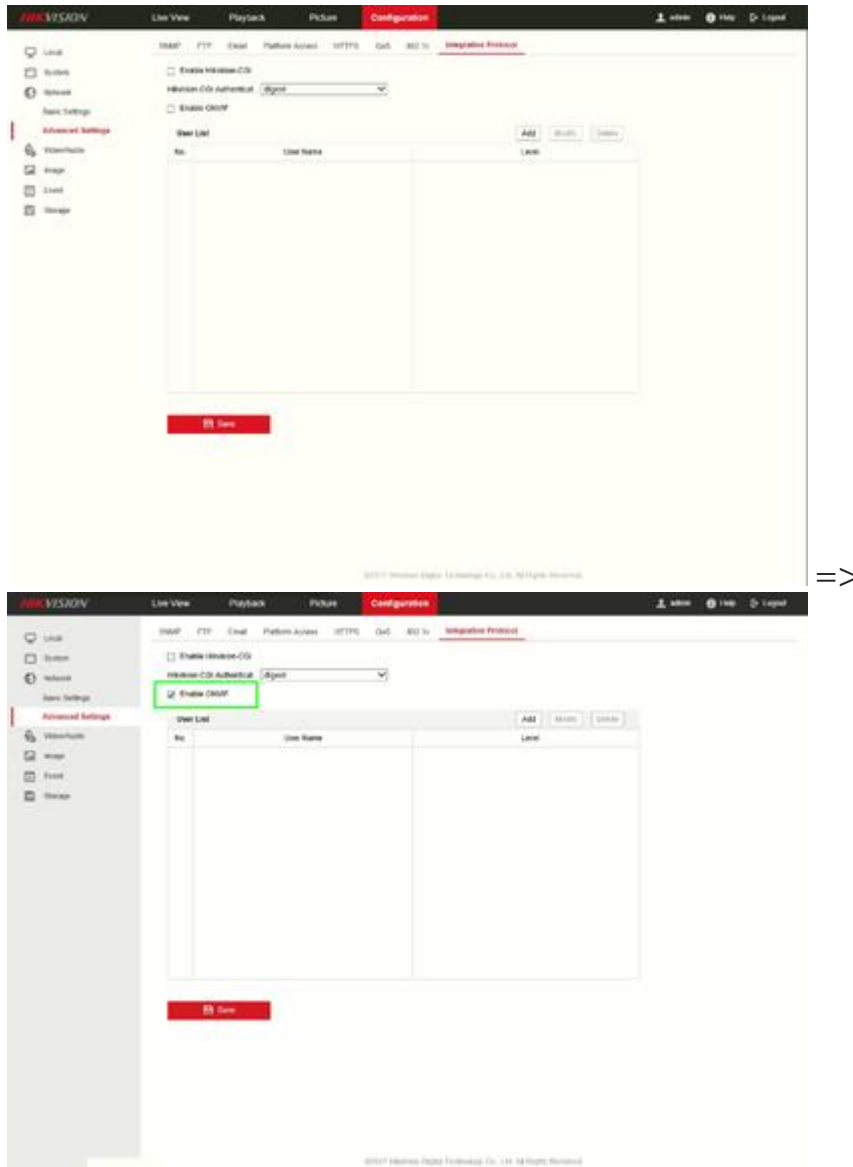 HIKVISION Live View Playback Picture Configuration admin Help Logout
Local
System
Network
Basic Settings
Advanced Settings
Video/Audio
Image
Event
Storage
SNMP FTP Email Platform Access HTTPS QoS 802.1x Integration Protocol
Enable Hikvision-CGI
Hikvision-CGI Authenticat digest
Enable ONVIF
User List Add Modify Delete
No. User Name Level
Save
=>
HIKVISION Live View Playback Picture Configuration admin Help Logout
Local
System
Network
Basic Settings
Advanced Settings
Video/Audio
Image
Event
Storage
SNMP FTP Email Platform Access HTTPS QoS 802.1x Integration Protocol
Enable Hikvision-CGI
Hikvision-CGI Authenticat digest
Enable ONVIF
User List Add Modify Delete
No. User Name Level
Save